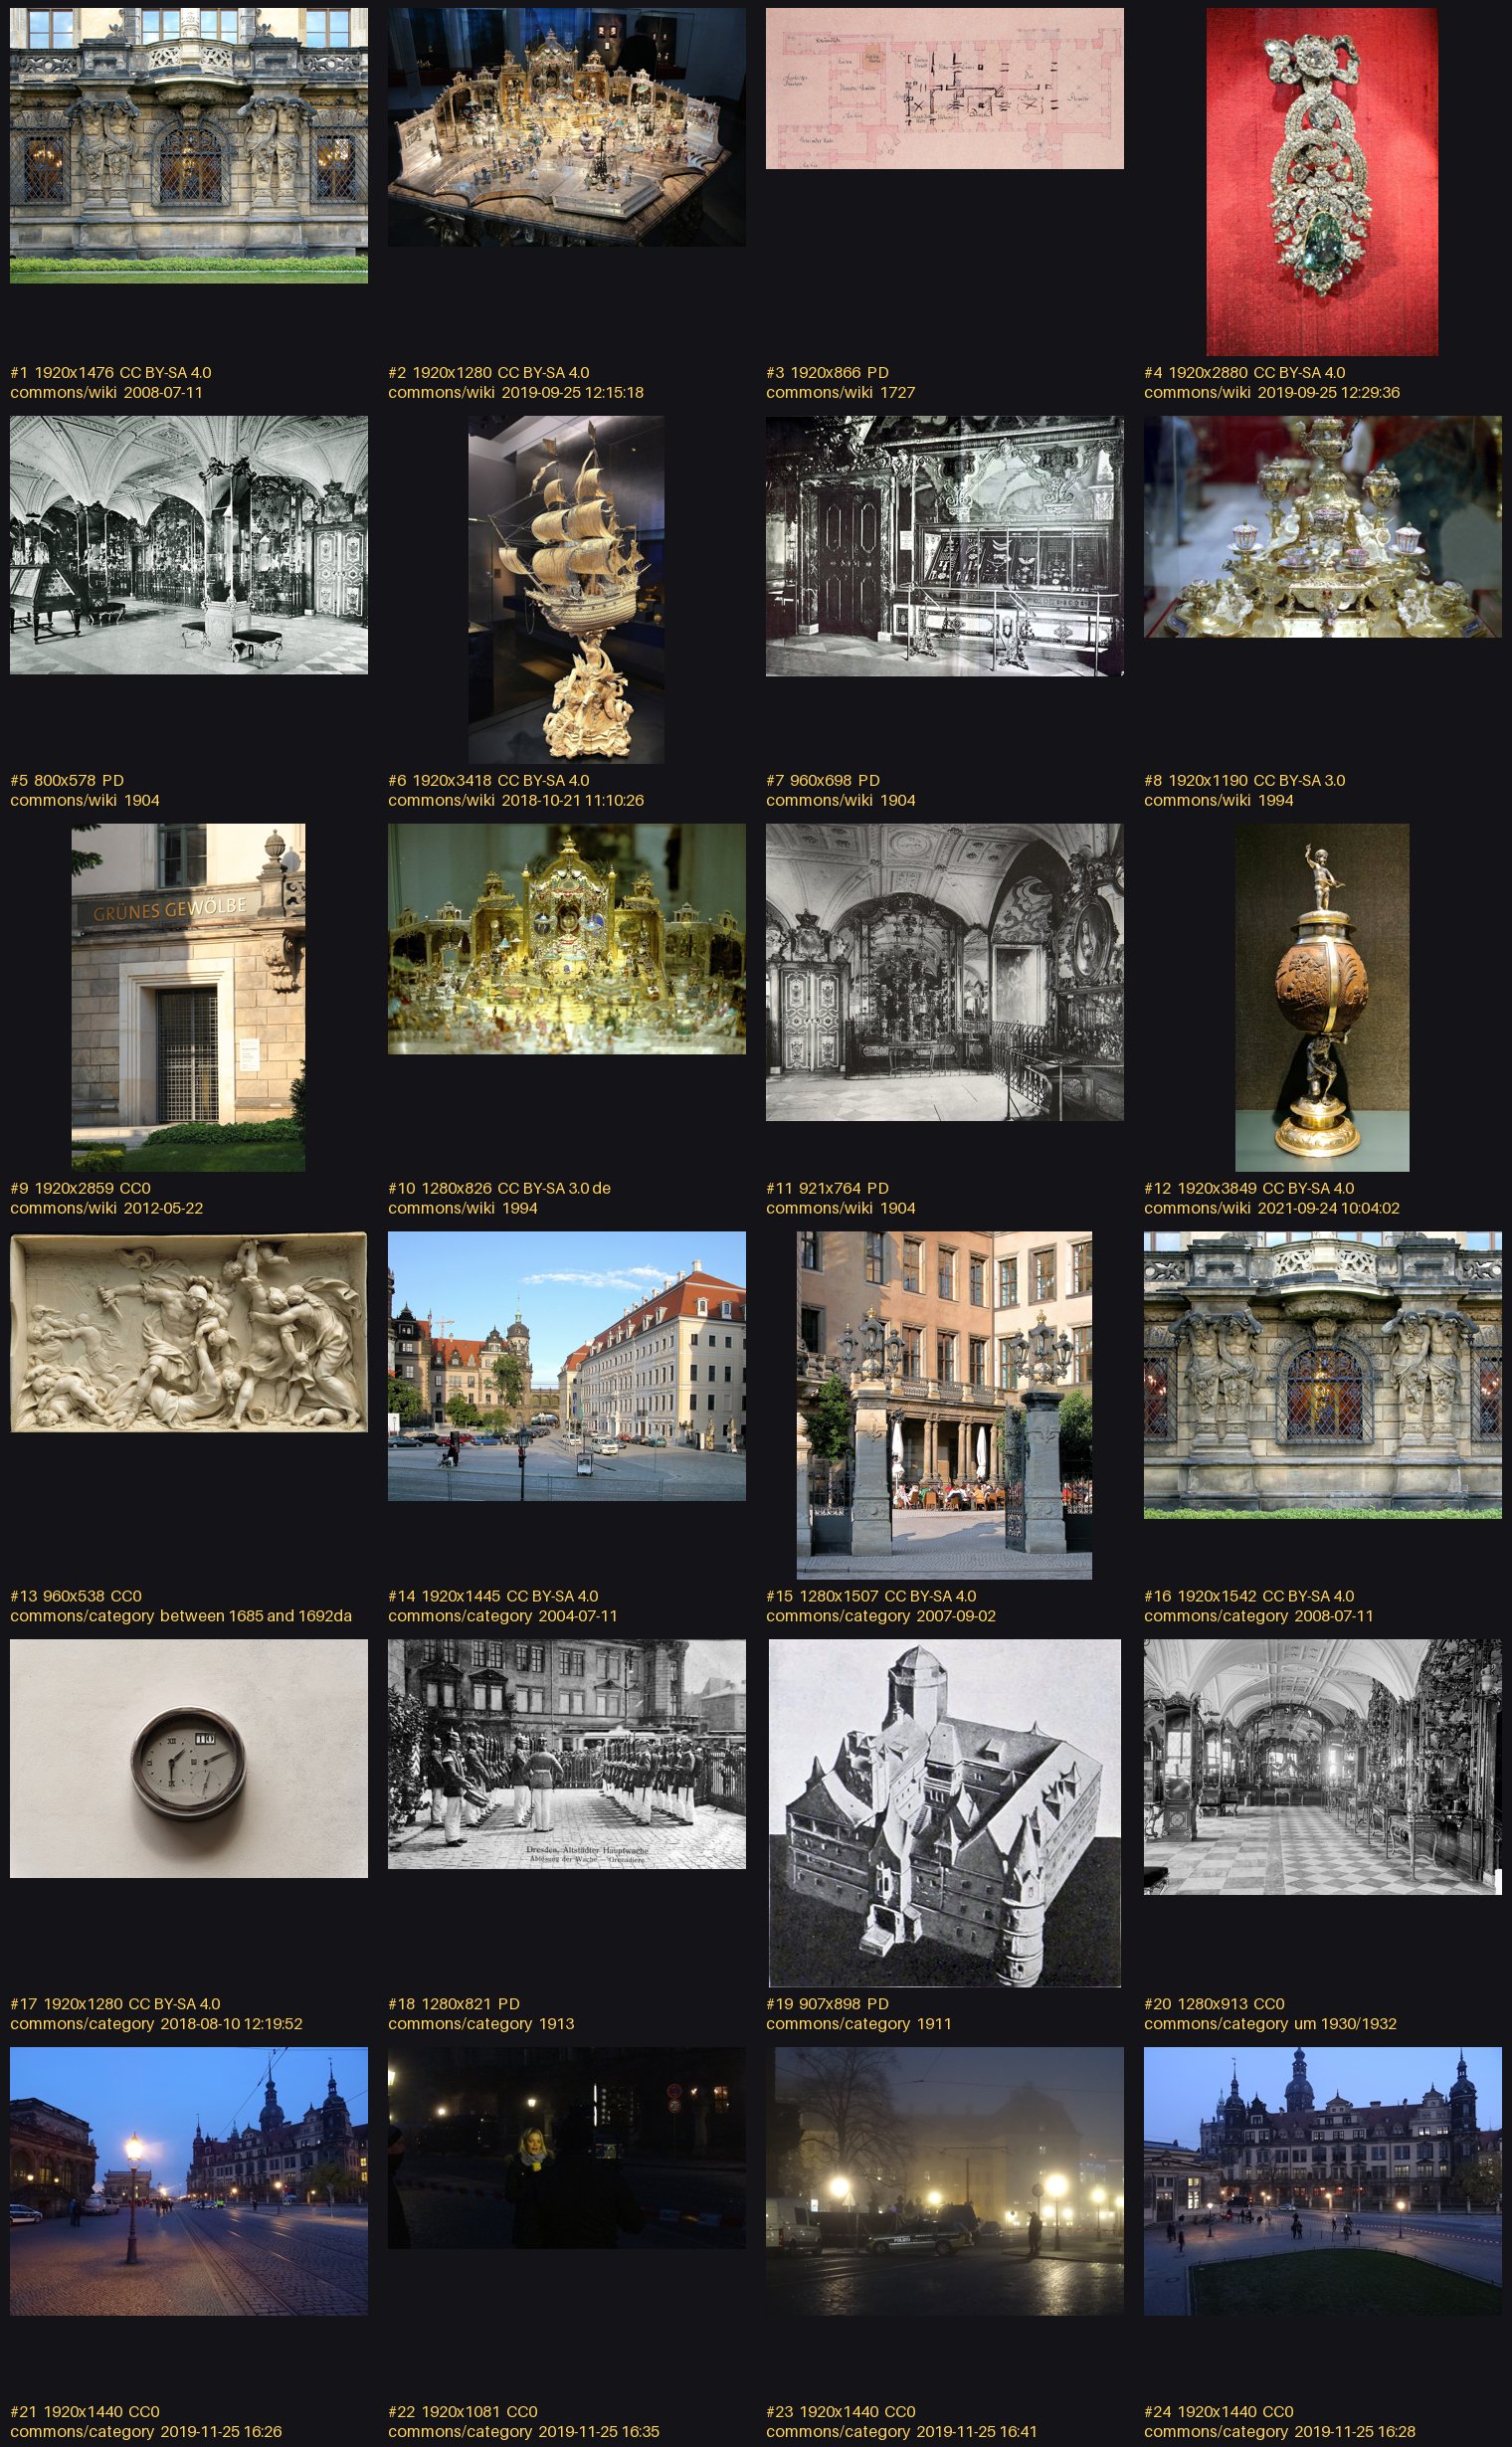 #1 1920x1476 CC BY-SA 4.0
commons/wiki 2008-07-11
#2 1920x1280 CC BY-SA 4.0
commons/wiki 2019-09-25 12:15:18
#3 1920x866 PD
commons/wiki 1727
#4 1920x2880 CC BY-SA 4.0
commons/wiki 2019-09-25 12:29:36
#5 800x578 PD
commons/wiki 1904
#6 1920x3418 CC BY-SA 4.0
commons/wiki 2018-10-21 11:10:26
#7 960x698 PD
commons/wiki 1904
#8 1920x1190 CC BY-SA 3.0
commons/wiki 1994
GRÜNES GEWÖLBE
#9 1920x2859 CC0
commons/wiki 2012-05-22
#10 1280x826 CC BY-SA 3.0 de
commons/wiki 1994
#11 921x764 PD
commons/wiki 1904
#12 1920x3849 CC BY-SA 4.0
commons/wiki 2021-09-24 10:04:02
#13 960x538 CC0
commons/category between 1685 and 1692da
#14 1920x1445 CC BY-SA 4.0
commons/category 2004-07-11
#15 1280x1507 CC BY-SA 4.0
commons/category 2007-09-02
#16 1920x1542 CC BY-SA 4.0
commons/category 2008-07-11
#17 1920x1280 CC BY-SA 4.0
commons/category 2018-08-10 12:19:52
Dresden, Altstädter Hauptwache
Ablösung der Wache — Grenadiere
#18 1280x821 PD
commons/category 1913
#19 907x898 PD
commons/category 1911
#20 1280x913 CC0
commons/category um 1930/1932
#21 1920x1440 CC0
commons/category 2019-11-25 16:26
#22 1920x1081 CC0
commons/category 2019-11-25 16:35
POLIZEI
#23 1920x1440 CC0
commons/category 2019-11-25 16:41
#24 1920x1440 CC0
commons/category 2019-11-25 16:28